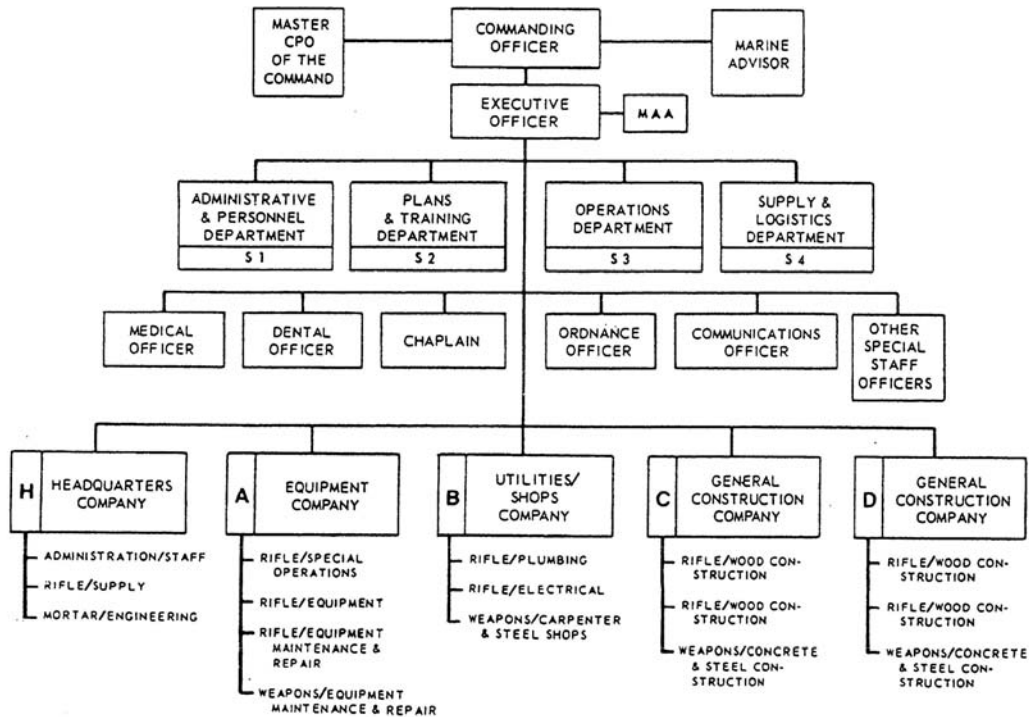 MASTER
CPO
OF THE
COMMAND
COMMANDING
OFFICER
MARINE
ADVISOR
EXECUTIVE
OFFICER
MAA
ADMINISTRATIVE
& PERSONNEL
DEPARTMENT
S 1
PLANS
& TRAINING
DEPARTMENT
S 2
OPERATIONS
DEPARTMENT
S 3
SUPPLY &
LOGISTICS
DEPARTMENT
S 4
MEDICAL
OFFICER
DENTAL
OFFICER
CHAPLAIN
ORDNANCE
OFFICER
COMMUNICATIONS
OFFICER
OTHER
SPECIAL
STAFF
OFFICERS
H
HEADQUARTERS
COMPANY
ADMINISTRATION/STAFF
RIFLE/SUPPLY
MORTAR/ENGINEERING
A
EQUIPMENT
COMPANY
RIFLE/SPECIAL
OPERATIONS
RIFLE/EQUIPMENT
RIFLE/EQUIPMENT
MAINTENANCE &
REPAIR
WEAPONS/EQUIPMENT
MAINTENANCE & REPAIR
B
UTILITIES/
SHOPS
COMPANY
RIFLE/PLUMBING
RIFLE/ELECTRICAL
WEAPONS/CARPENTER
& STEEL SHOPS
C
GENERAL
CONSTRUCTION
COMPANY
RIFLE/WOOD CON-
STRUCTION
RIFLE/WOOD CON-
STRUCTION
WEAPONS/CONCRETE
& STEEL CON-
STRUCTION
D
GENERAL
CONSTRUCTION
COMPANY
RIFLE/WOOD CON-
STRUCTION
RIFLE/WOOD CON-
STRUCTION
WEAPONS/CONCRETE
& STEEL CON-
STRUCTION